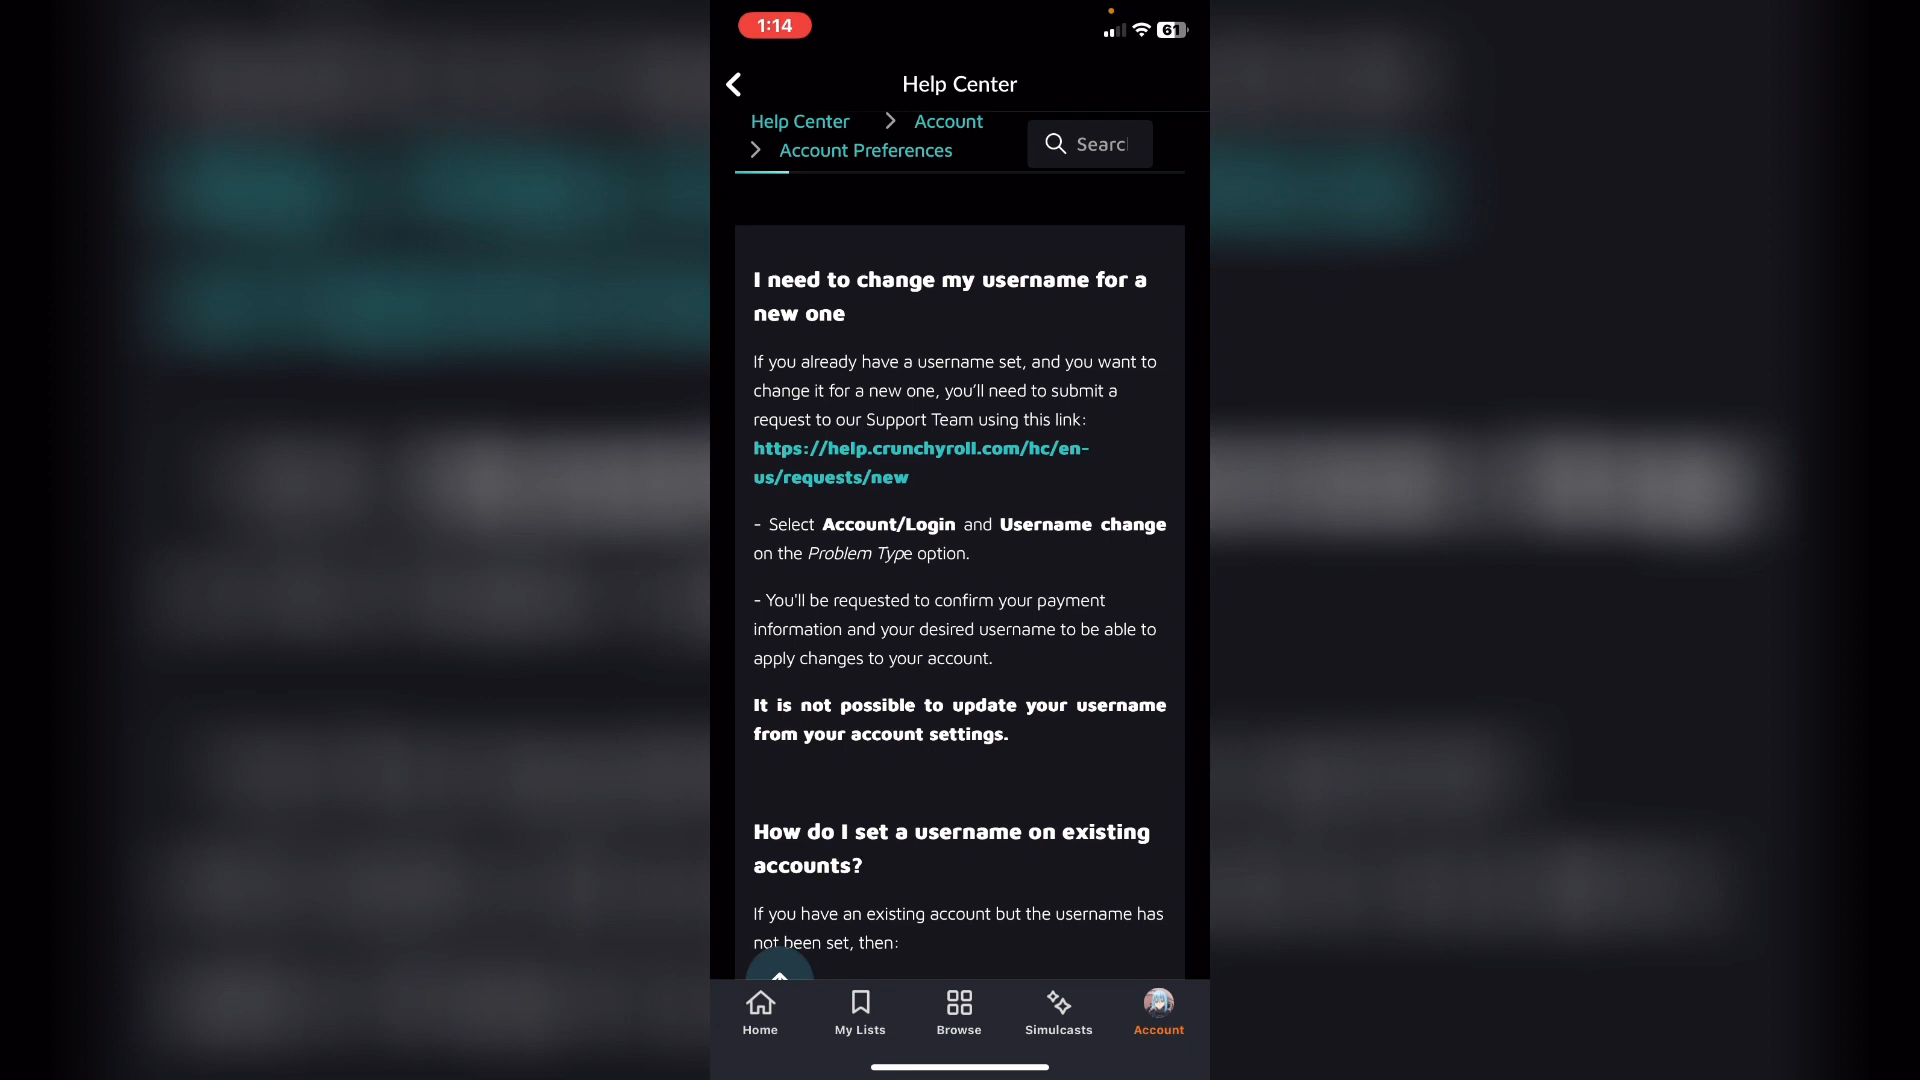 1:14
61
Help Center
Help Center > Account
> Account Preferences
Searc
I need to change my username for a
new one
If you already have a username set, and you want to
change it for a new one, you'll need to submit a
request to our Support Team using this link:
https://help.crunchyroll.com/hc/en-
us/requests/new
- Select Account/Login and Username change
on the Problem Type option.
- You'll be requested to confirm your payment
information and your desired username to be able to
apply changes to your account.
It is not possible to update your username
from your account settings.
How do I set a username on existing
accounts?
If you have an existing account but the username has
not been set, then:
Home
My Lists
Browse
Simulcasts
Account